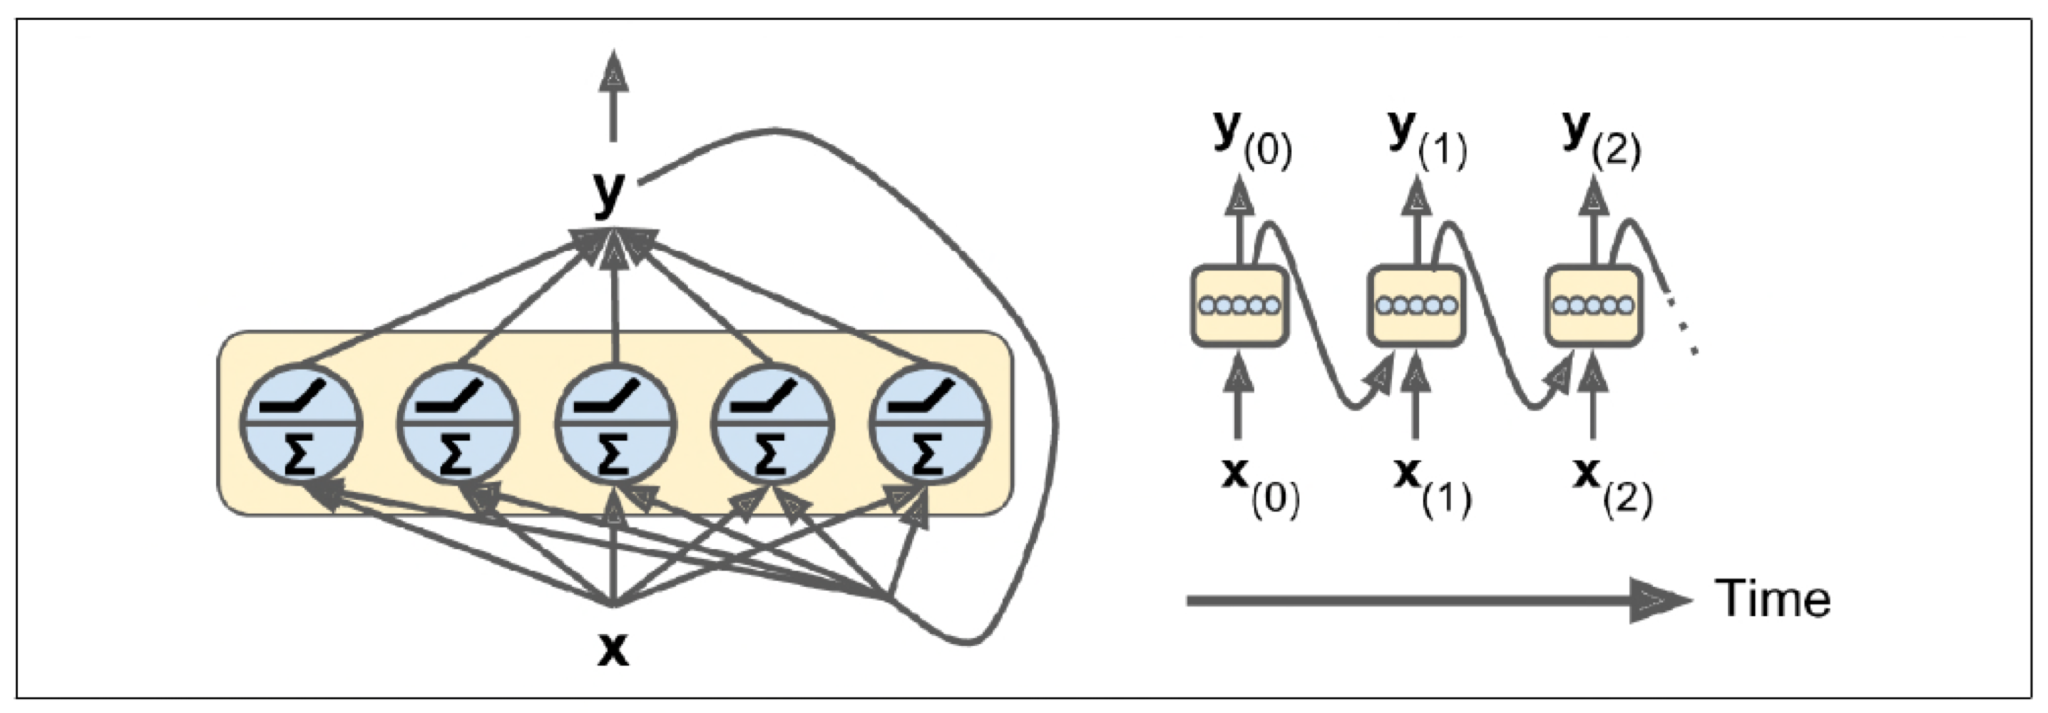 y
Σ Σ Σ Σ Σ
x
y(0) y(1) y(2)
x(0) x(1) x(2)
Time